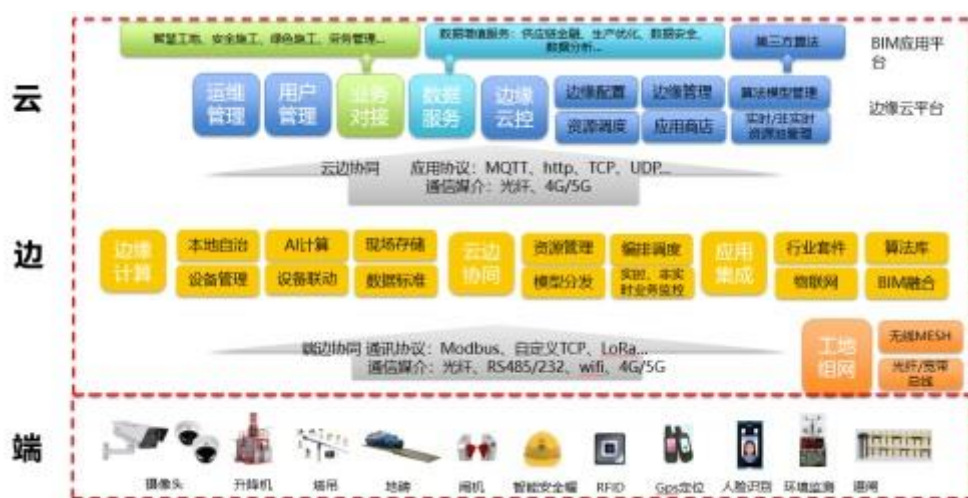 智慧工地、安全施工、绿色施工、劳务管理...
数据增值服务：供应链金融、生产优化、数据安全、
数据分析...
第三方算法
BIM应用平
台
云
运维
管理
用户
管理
业务
对接
数据
服务
边缘
云控
边缘配置
边缘管理
算法模型管理
资源调度
应用商店
实时/非实时
资源池管理
边缘云平台
云边协同 应用协议：MQTT、http、TCP、UDP...
通信媒介：光纤、4G/5G
边
边缘
计算
本地自治
AI计算
现场存储
设备管理
设备联动
数据标准
云边
协同
资源管理
编排调度
模型分发
实时、非实
时业务监控
应用
集成
行业套件
算法库
物联网
BIM融合
端边协同 通讯协议：Modbus、自定义TCP、LoRa...
通信媒介：光纤、RS485/232、wifi、4G/5G
工地
组网
无线MESH
光纤/宽带
总线
端
摄像头
升降机
塔吊
地磅
闸机
智能安全帽
RFID
Gps定位
人脸识别
环境监测
道闸